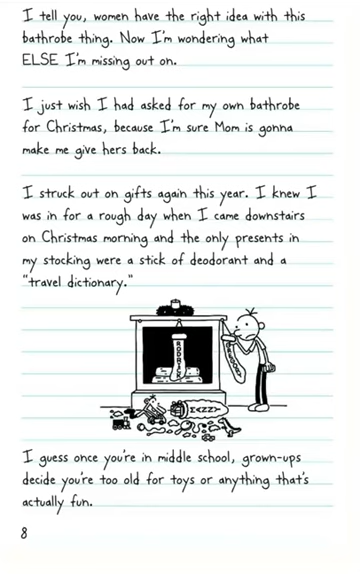 I tell you, women have the right idea with this
bathrobe thing. Now I'm wondering what
ELSE I'm missing out on.
I just wish I had asked for my own bathrobe
for Christmas, because I'm sure Mom is gonna
make me give hers back.
I struck out on gifts again this year. I knew I
was in for a rough day when I came downstairs
on Christmas morning and the only presents in
my stocking were a stick of deodorant and a
"travel dictionary."
RODRICK
GREGORY
I guess once you're in middle school, grown-ups
decide you're too old for toys or anything that's
actually fun.
8